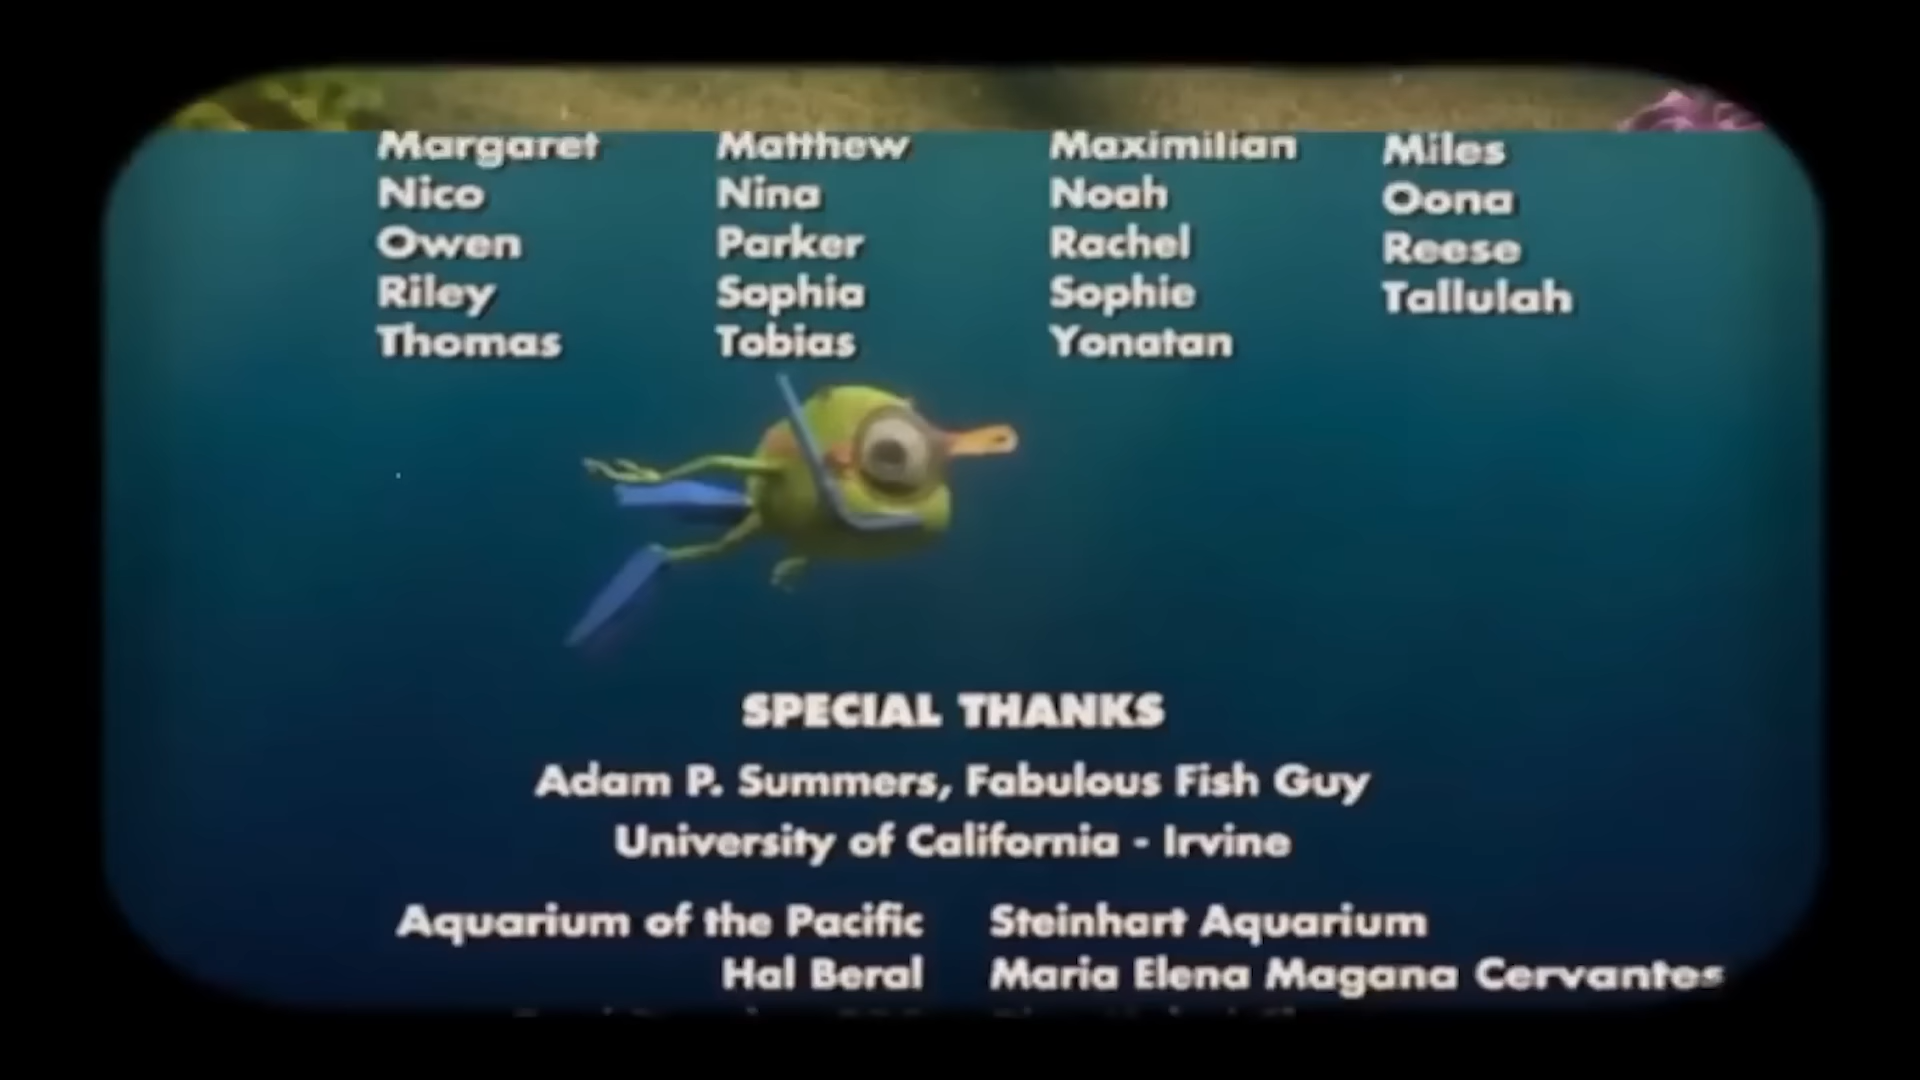 Margaret Matthew Maximilian Miles
Nico Nina Noah Oona
Owen Parker Rachel Reese
Riley Sophia Sophie Tallulah
Thomas Tobias Yonatan
SPECIAL THANKS
Adam P. Summers, Fabulous Fish Guy
University of California - Irvine
Aquarium of the Pacific Steinhart Aquarium
Hal Beral Maria Elena Magana Cervantes